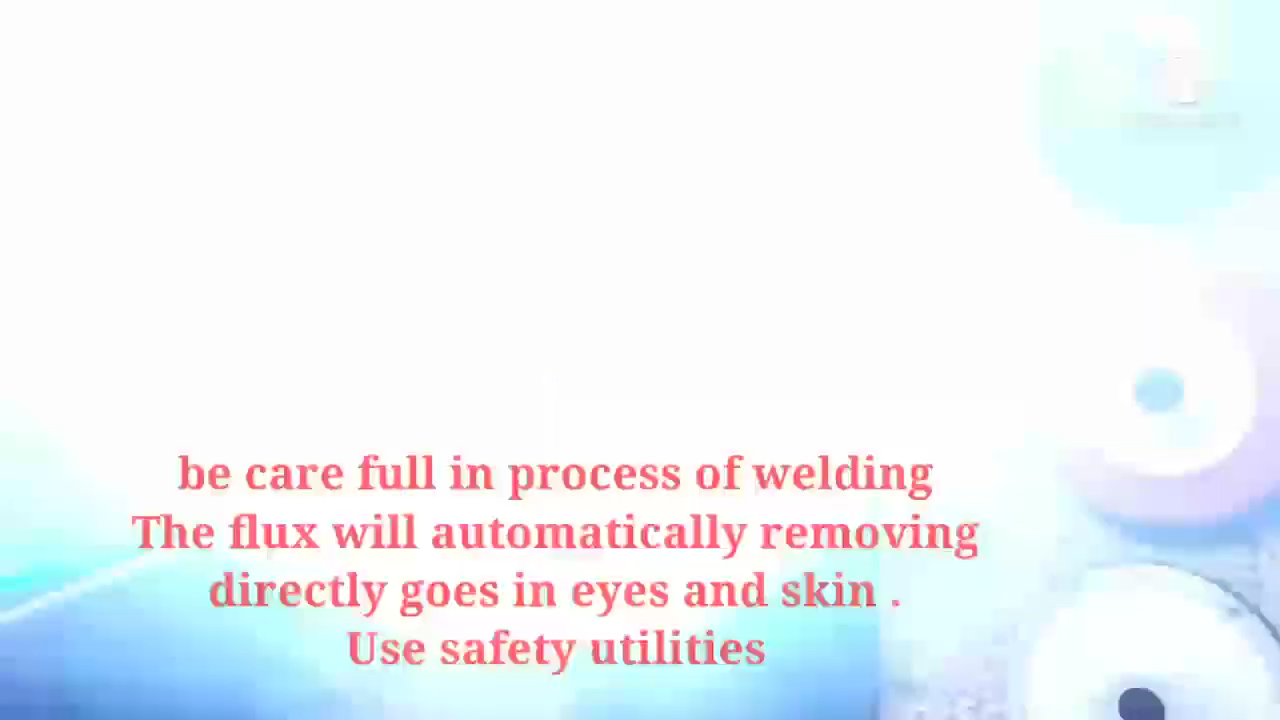 be care full in process of welding
The flux will automatically removing
directly goes in eyes and skin .
Use safety utilities